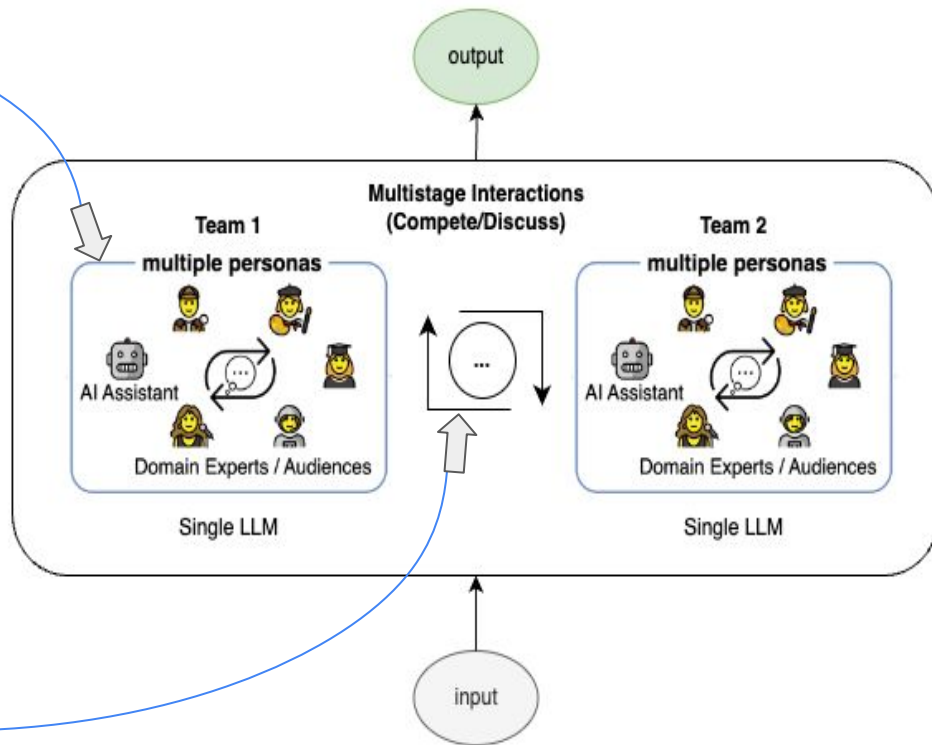 output
Multistage Interactions
(Compete/Discuss)
Team 1
Team 2
multiple personas
multiple personas
...
AI Assistant
Domain Experts / Audiences
...
...
AI Assistant
Domain Experts / Audiences
Single LLM
Single LLM
input